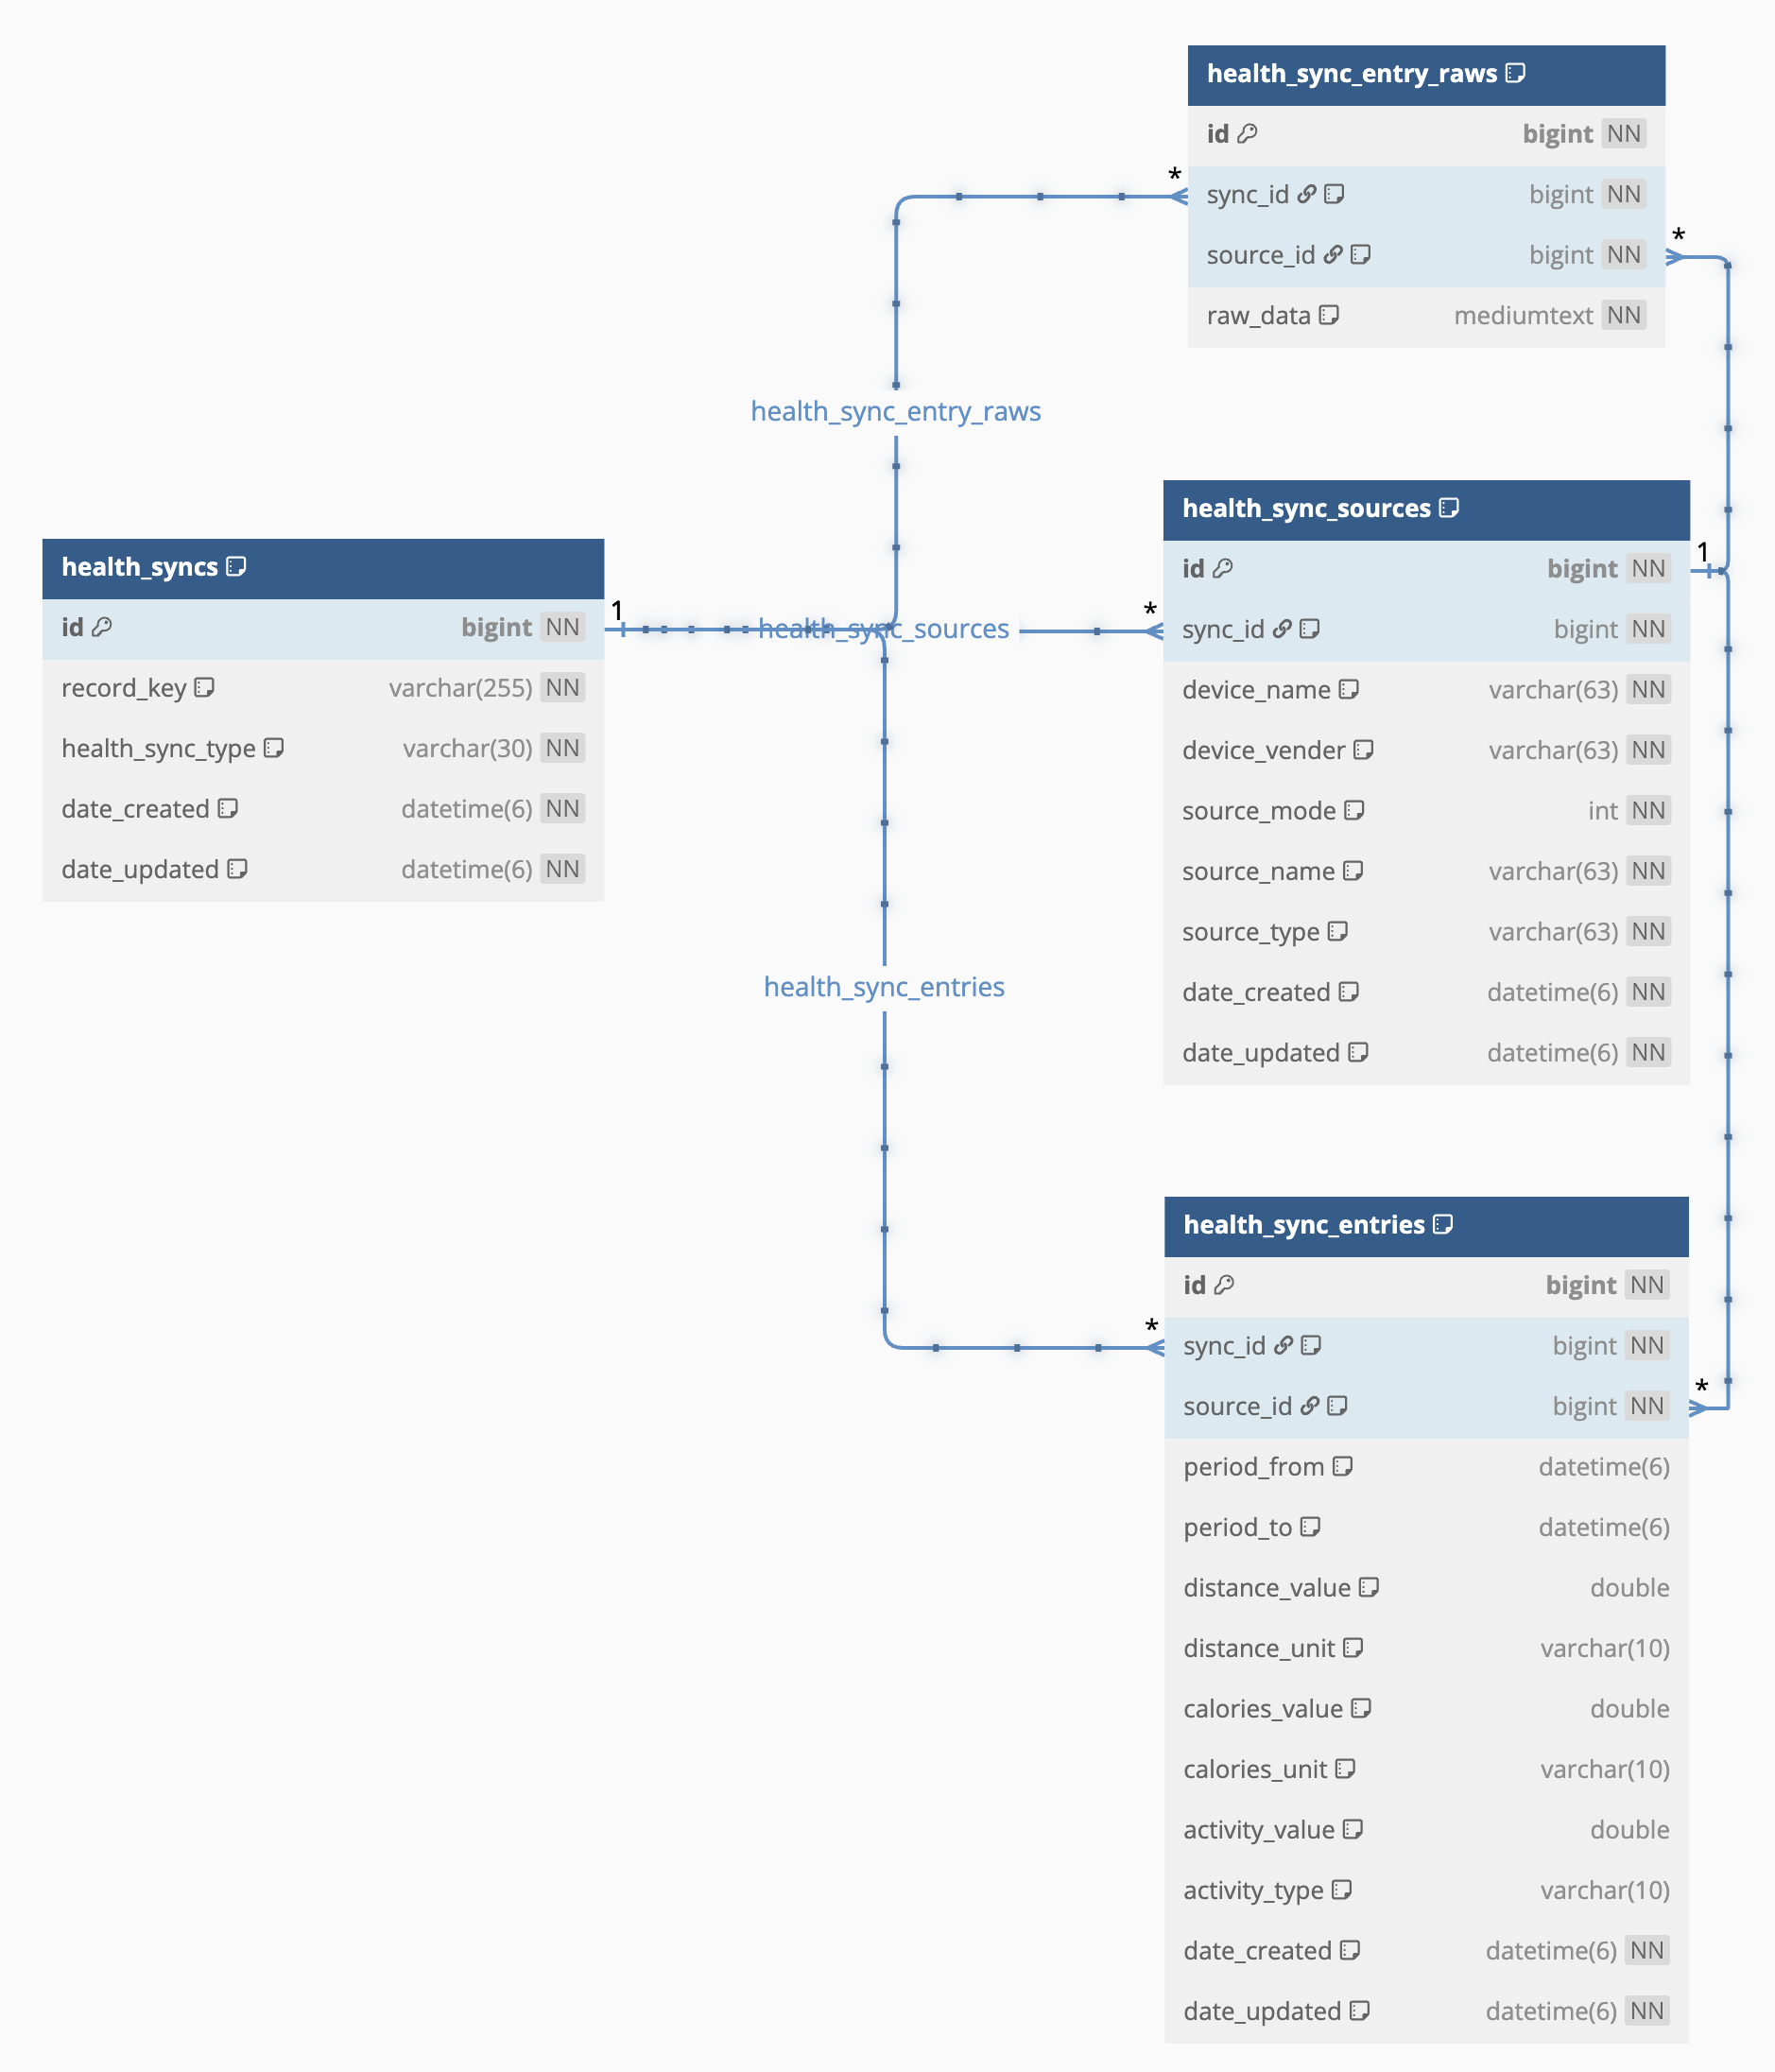 health_sync_entry_raws
id bigint NN
*
sync_id bigint NN
*
source_id bigint NN
raw_data mediumtext NN
health_sync_entry_raws
health_sync_sources
1
id bigint NN
*
sync_id bigint NN
device_name varchar(63) NN
device_vender varchar(63) NN
source_mode int NN
source_name varchar(63) NN
source_type varchar(63) NN
date_created datetime(6) NN
date_updated datetime(6) NN
health_syncs
1
id bigint NN
record_key varchar(255) NN
health_sync_type varchar(30) NN
date_created datetime(6) NN
date_updated datetime(6) NN
health_sync_sources
health_sync_entries
health_sync_entries
id bigint NN
*
sync_id bigint NN
*
source_id bigint NN
period_from datetime(6)
period_to datetime(6)
distance_value double
distance_unit varchar(10)
calories_value double
calories_unit varchar(10)
activity_value double
activity_type varchar(10)
date_created datetime(6) NN
date_updated datetime(6) NN